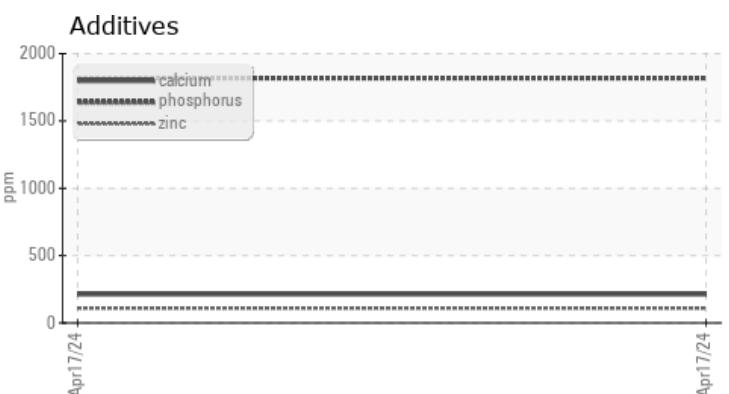 Additives
2000
1500
1000
500
0
ppm
calcium
phosphorus
zinc
Apr17/24
Apr17/24